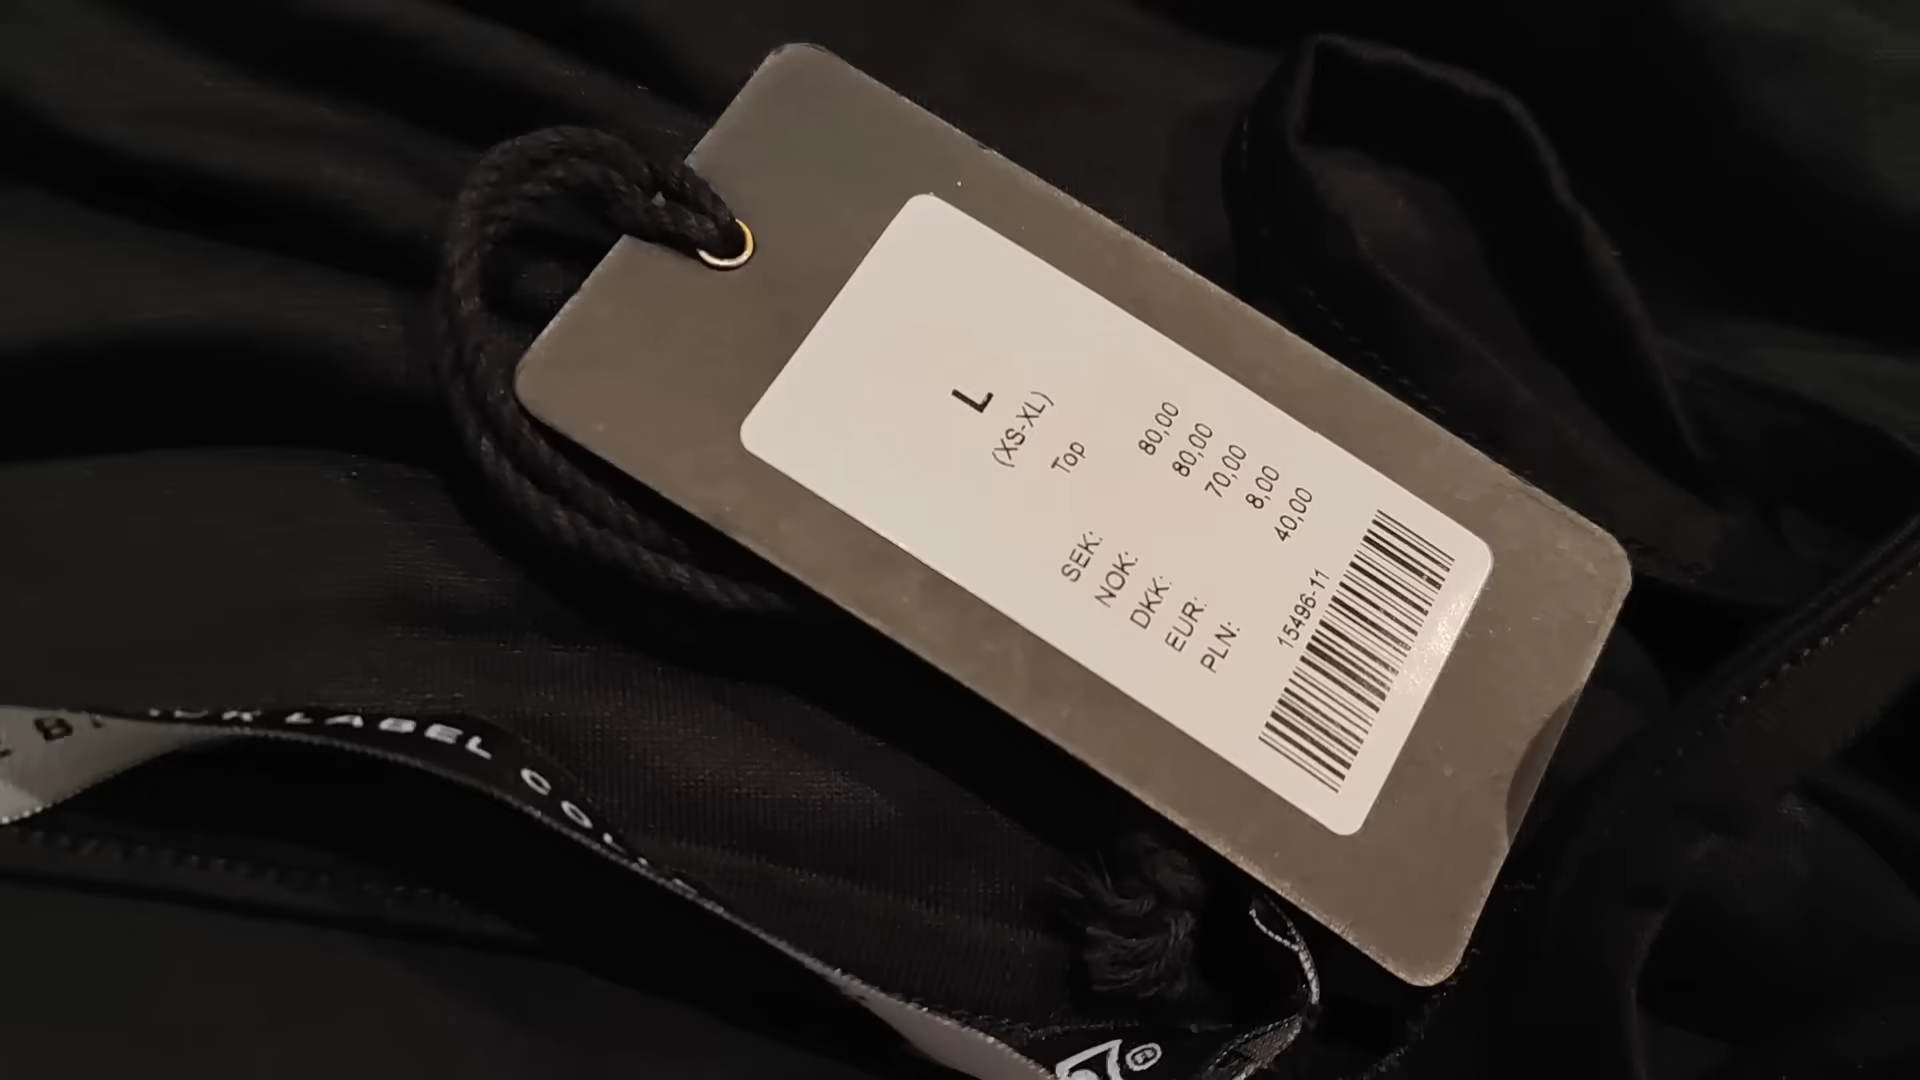 L
(XS-XL)
Top
SEK: 80,00
NOK: 80,00
DKK: 70,00
EUR: 8,00
PLN: 40,00
15496-11
LABEL